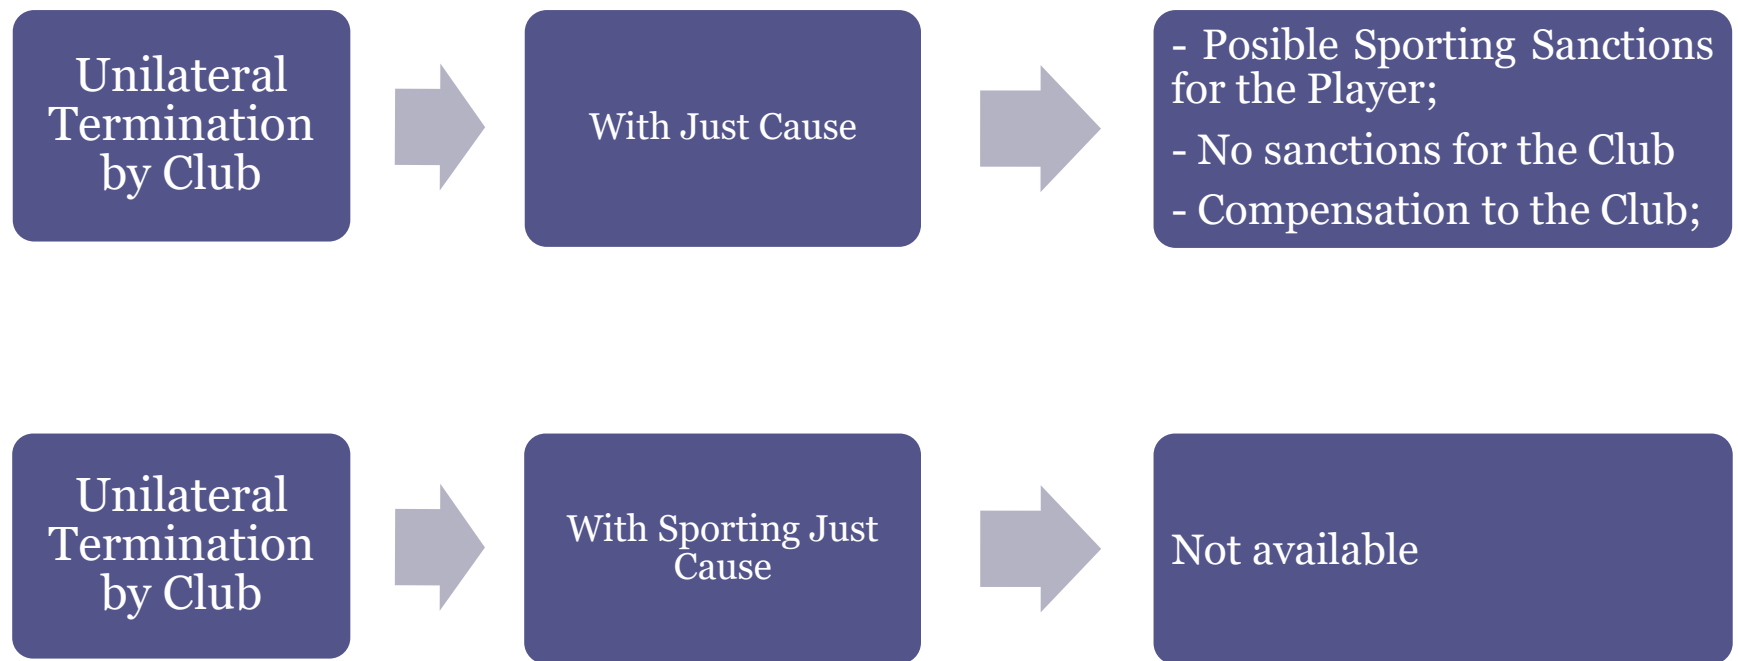 Unilateral
Termination
by Club
With Just Cause
- Posible Sporting Sanctions
for the Player;
- No sanctions for the Club
- Compensation to the Club;
Unilateral
Termination
by Club
With Sporting Just
Cause
Not available